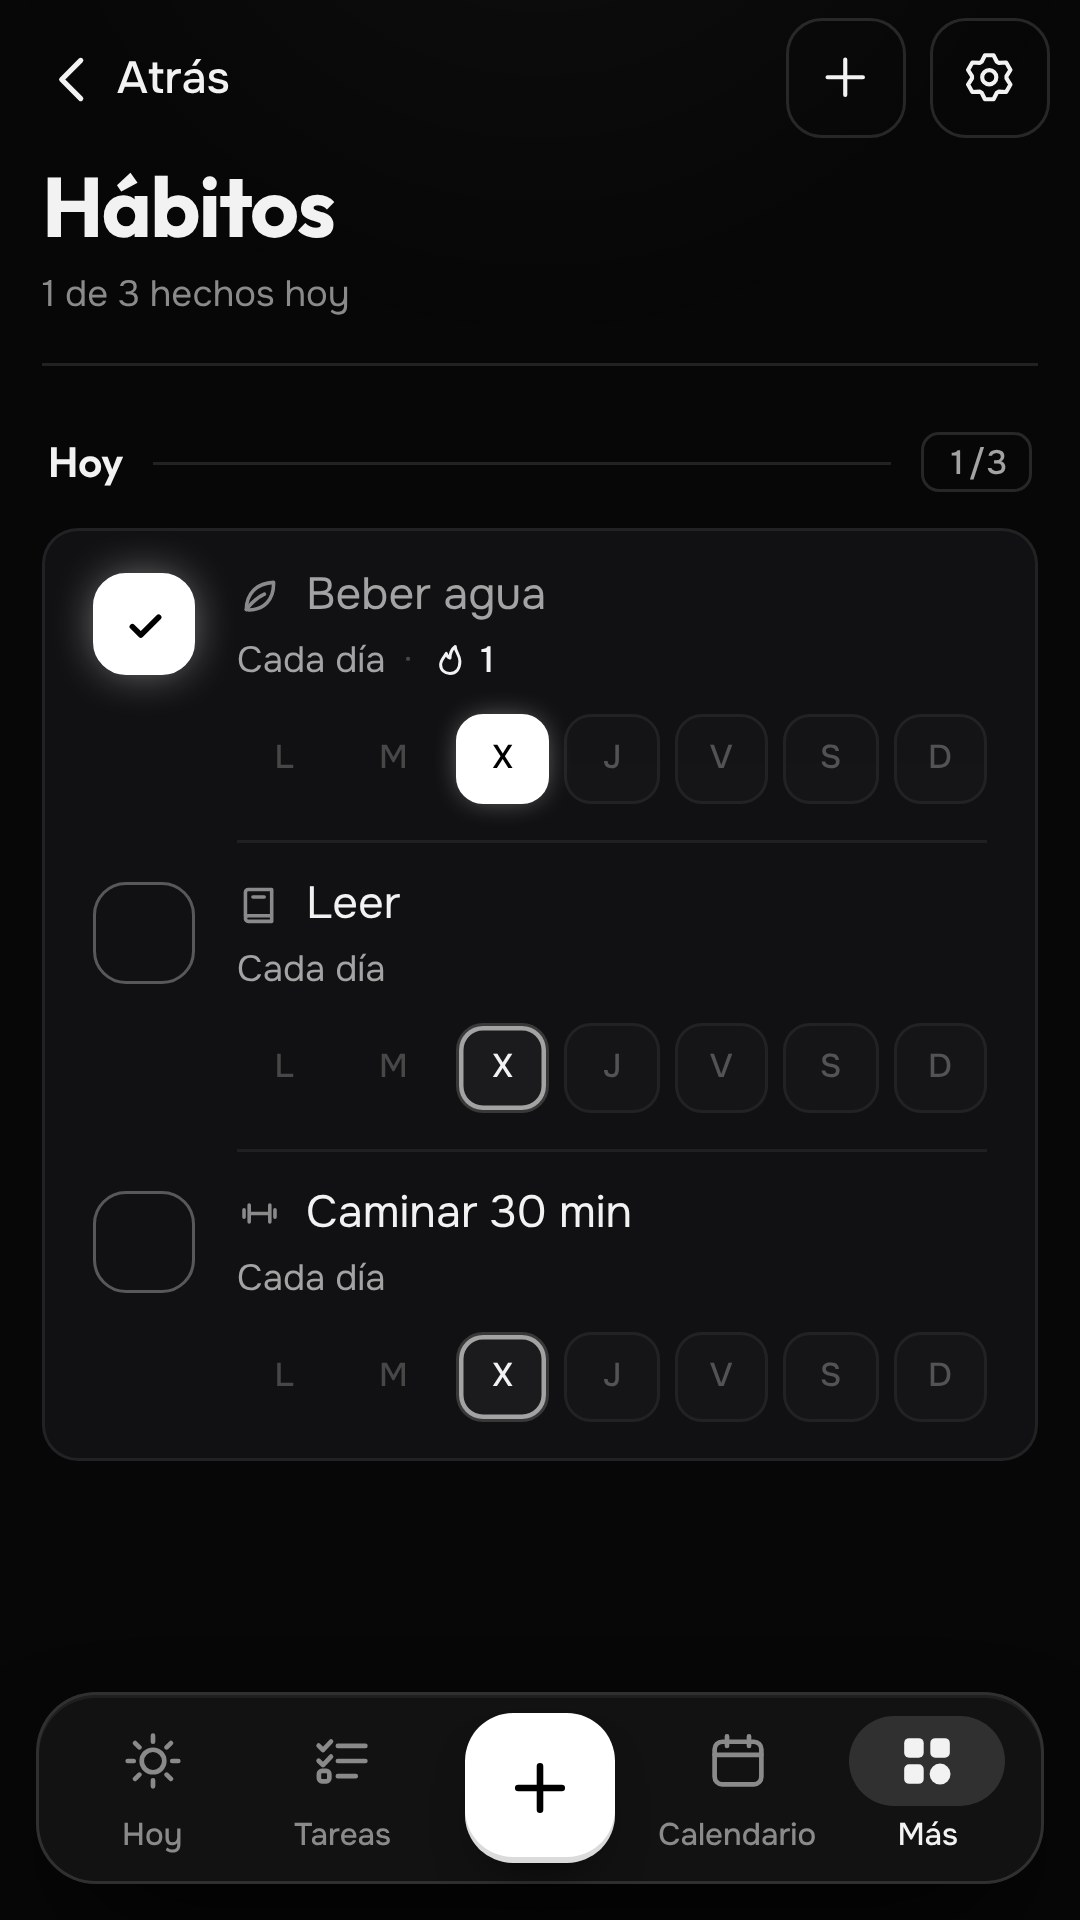 Atrás
Hábitos
1 de 3 hechos hoy
Hoy 1/3
Beber agua
Cada día · 1
L M X J V S D
Leer
Cada día
L M X J V S D
Caminar 30 min
Cada día
L M X J V S D
Hoy Tareas Calendario Más